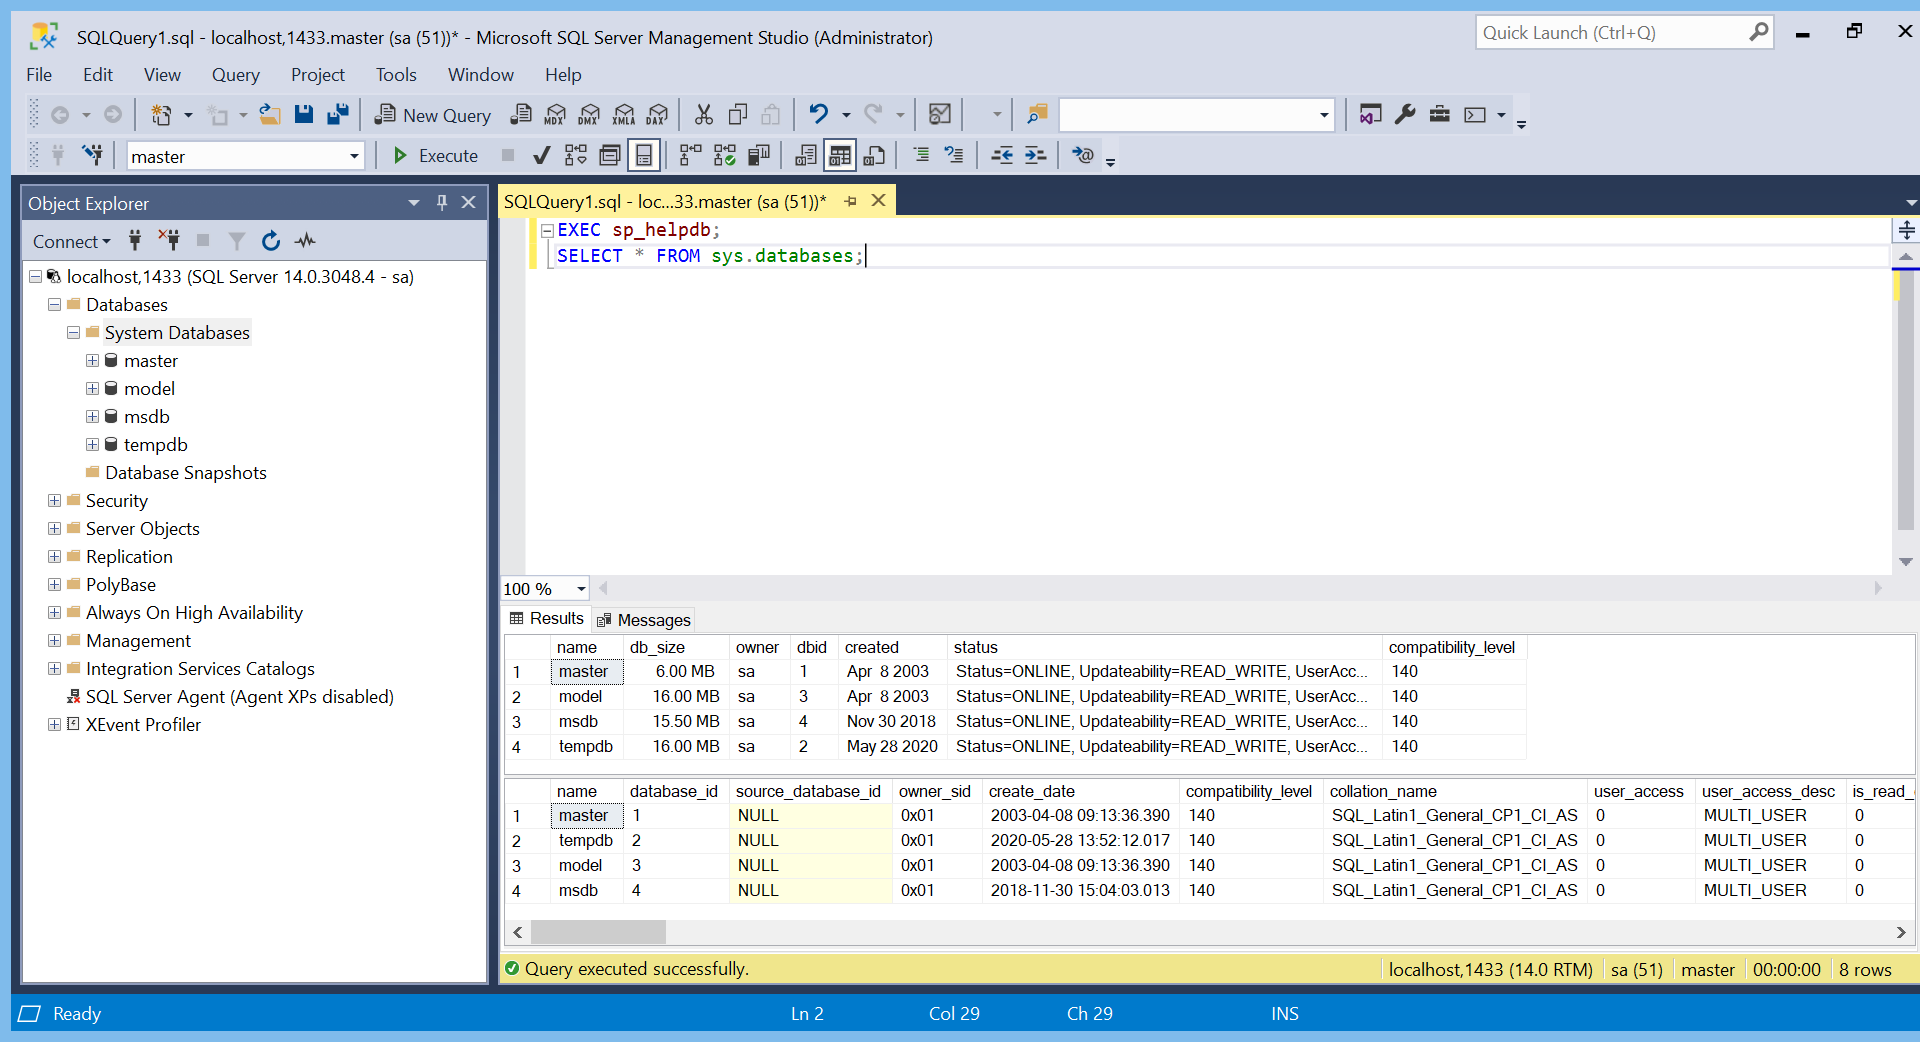 SQLQuery1.sql - localhost,1433.master (sa (51))* - Microsoft SQL Server Management Studio (Administrator)
Quick Launch (Ctrl+Q)
File Edit View Query Project Tools Window Help
New Query MDX DMX XMLA DAX
master Execute
Object Explorer
Connect
localhost,1433 (SQL Server 14.0.3048.4 - sa)
Databases
System Databases
master
model
msdb
tempdb
Database Snapshots
Security
Server Objects
Replication
PolyBase
Always On High Availability
Management
Integration Services Catalogs
SQL Server Agent (Agent XPs disabled)
XEvent Profiler
SQLQuery1.sql - loc...33.master (sa (51))*
EXEC sp_helpdb;
SELECT * FROM sys.databases;
100 %
Results Messages
name db_size owner dbid created status compatibility_level
1 master 6.00 MB sa 1 Apr 8 2003 Status=ONLINE, Updateability=READ_WRITE, UserAcc... 140
2 model 16.00 MB sa 3 Apr 8 2003 Status=ONLINE, Updateability=READ_WRITE, UserAcc... 140
3 msdb 15.50 MB sa 4 Nov 30 2018 Status=ONLINE, Updateability=READ_WRITE, UserAcc... 140
4 tempdb 16.00 MB sa 2 May 28 2020 Status=ONLINE, Updateability=READ_WRITE, UserAcc... 140
name database_id source_database_id owner_sid create_date compatibility_level collation_name user_access user_access_desc is_read_
1 master 1 NULL 0x01 2003-04-08 09:13:36.390 140 SQL_Latin1_General_CP1_CI_AS 0 MULTI_USER 0
2 tempdb 2 NULL 0x01 2020-05-28 13:52:12.017 140 SQL_Latin1_General_CP1_CI_AS 0 MULTI_USER 0
3 model 3 NULL 0x01 2003-04-08 09:13:36.390 140 SQL_Latin1_General_CP1_CI_AS 0 MULTI_USER 0
4 msdb 4 NULL 0x01 2018-11-30 15:04:03.013 140 SQL_Latin1_General_CP1_CI_AS 0 MULTI_USER 0
Query executed successfully. localhost,1433 (14.0 RTM) sa (51) master 00:00:00 8 rows
Ready Ln 2 Col 29 Ch 29 INS